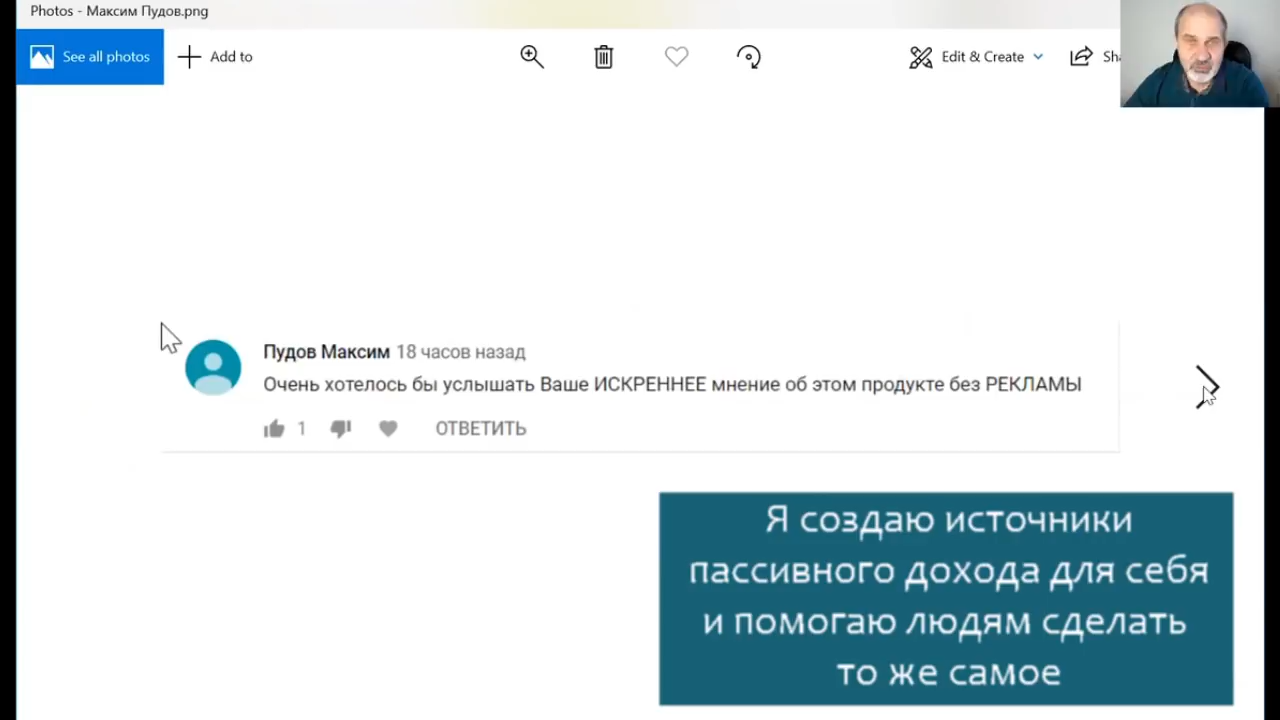 Photos - Максим Пудов.png
See all photos
Add to
Edit & Create
Пудов Максим 18 часов назад
Очень хотелось бы услышать Ваше ИСКРЕННЕЕ мнение об этом продукте без РЕКЛАМЫ
1
ОТВЕТИТЬ
Я создаю источники
пассивного дохода для себя
и помогаю людям сделать
то же самое